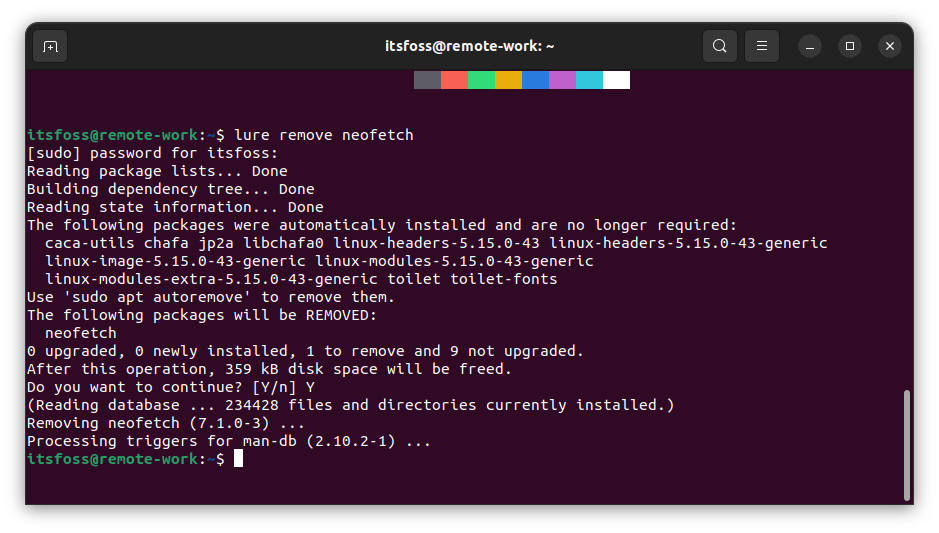 itsfoss@remote-work: ~
itsfoss@remote-work:~$ lure remove neofetch
[sudo] password for itsfoss:
Reading package lists... Done
Building dependency tree... Done
Reading state information... Done
The following packages were automatically installed and are no longer required:
  caca-utils chafa jp2a libchafa0 linux-headers-5.15.0-43 linux-headers-5.15.0-43-generic
  linux-image-5.15.0-43-generic linux-modules-5.15.0-43-generic
  linux-modules-extra-5.15.0-43-generic toilet toilet-fonts
Use 'sudo apt autoremove' to remove them.
The following packages will be REMOVED:
  neofetch
0 upgraded, 0 newly installed, 1 to remove and 9 not upgraded.
After this operation, 359 kB disk space will be freed.
Do you want to continue? [Y/n] Y
(Reading database ... 234428 files and directories currently installed.)
Removing neofetch (7.1.0-3) ...
Processing triggers for man-db (2.10.2-1) ...
itsfoss@remote-work:~$